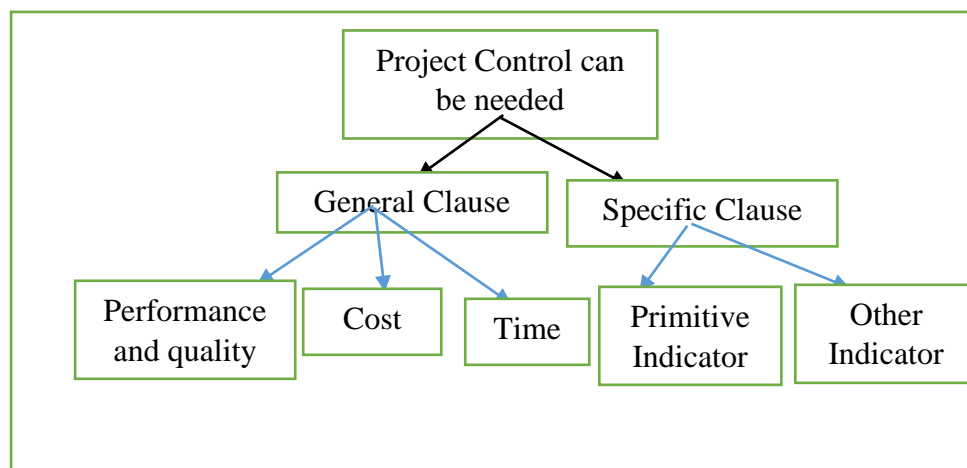 Project Control can
be needed
General Clause
Specific Clause
Performance
and quality
Cost
Time
Primitive
Indicator
Other
Indicator